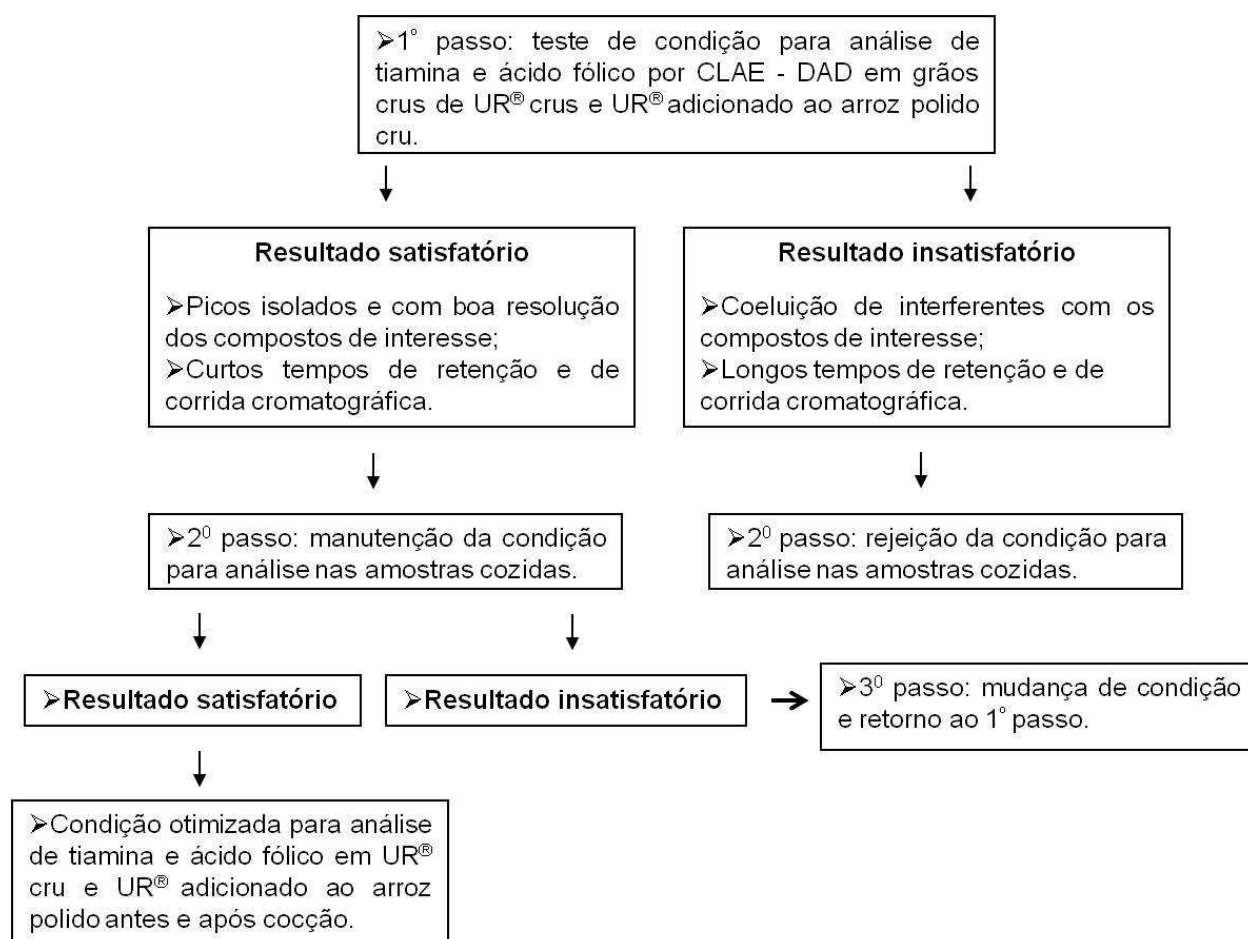 ➢1º passo: teste de condição para análise de
tiamina e ácido fólico por CLAE - DAD em grãos
crus de UR® crus e UR® adicionado ao arroz polido
cru.
Resultado satisfatório
➢Picos isolados e com boa resolução
dos compostos de interesse;
➢Curtos tempos de retenção e de
corrida cromatográfica.
Resultado insatisfatório
➢Coeluição de interferentes com os
compostos de interesse;
➢Longos tempos de retenção e de
corrida cromatográfica.
➢2⁰ passo: manutenção da condição
para análise nas amostras cozidas.
➢2⁰ passo: rejeição da condição para
análise nas amostras cozidas.
➢Resultado satisfatório
➢Resultado insatisfatório
➢3⁰ passo: mudança de condição
e retorno ao 1º passo.
➢Condição otimizada para análise
de tiamina e ácido fólico em UR®
cru e UR® adicionado ao arroz
polido antes e após cocção.